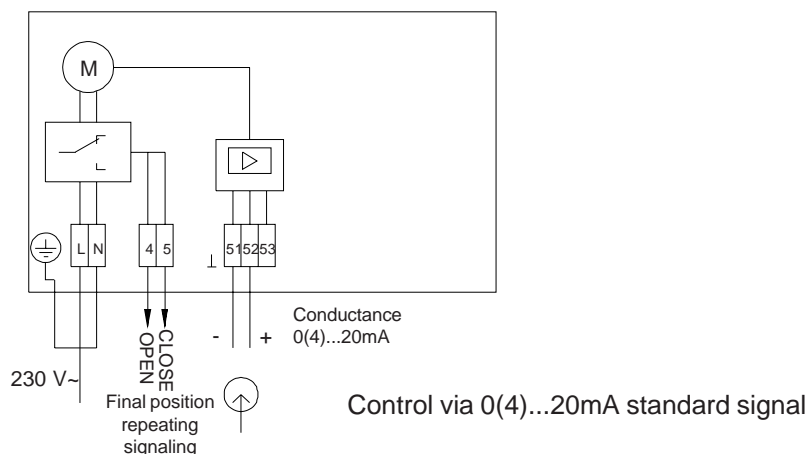 M
L N
4 5
51 52 53
⊥
Conductance
0(4)...20mA
- +
OPEN
CLOSE
230 V~
Final position
repeating
signaling
Control via 0(4)...20mA standard signal